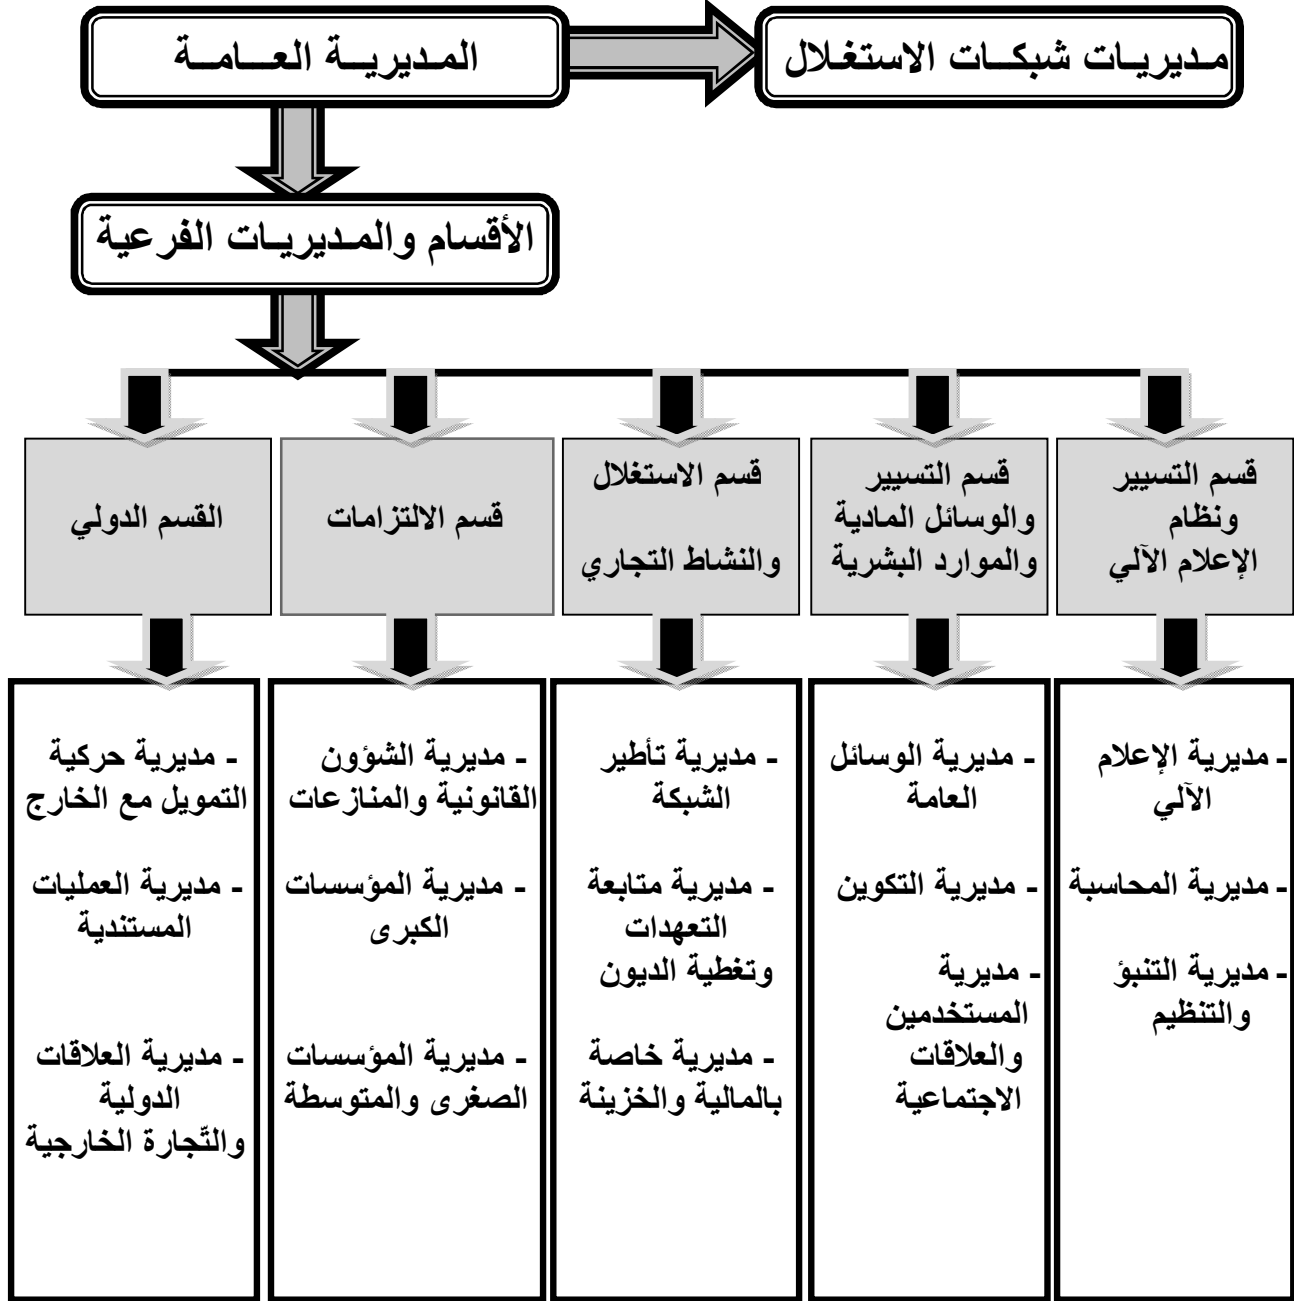 المديرية العامة
مديريات شبكات الاستغلال
الأقسام والمديريات الفرعية
قسم التسيير
ونظام
الإعلام الآلي
قسم التسيير
والوسائل المادية
والموارد البشرية
قسم الاستغلال
والنشاط التجاري
قسم الالتزامات
القسم الدولي
- مديرية الإعلام
الآلي
- مديرية المحاسبة
- مديرية التنبؤ
والتنظيم
- مديرية الوسائل
العامة
- مديرية التكوين
- مديرية
المستخدمين
والعلاقات
الاجتماعية
- مديرية تأطير
الشبكة
- مديرية متابعة
التعهدات
وتغطية الديون
- مديرية خاصة
بالمالية والخزينة
- مديرية الشؤون
القانونية والمنازعات
- مديرية المؤسسات
الكبرى
- مديرية المؤسسات
الصغرى والمتوسطة
- مديرية حركية
التمويل مع الخارج
- مديرية العمليات
المستندية
- مديرية العلاقات
الدولية
والتّجارة الخارجية